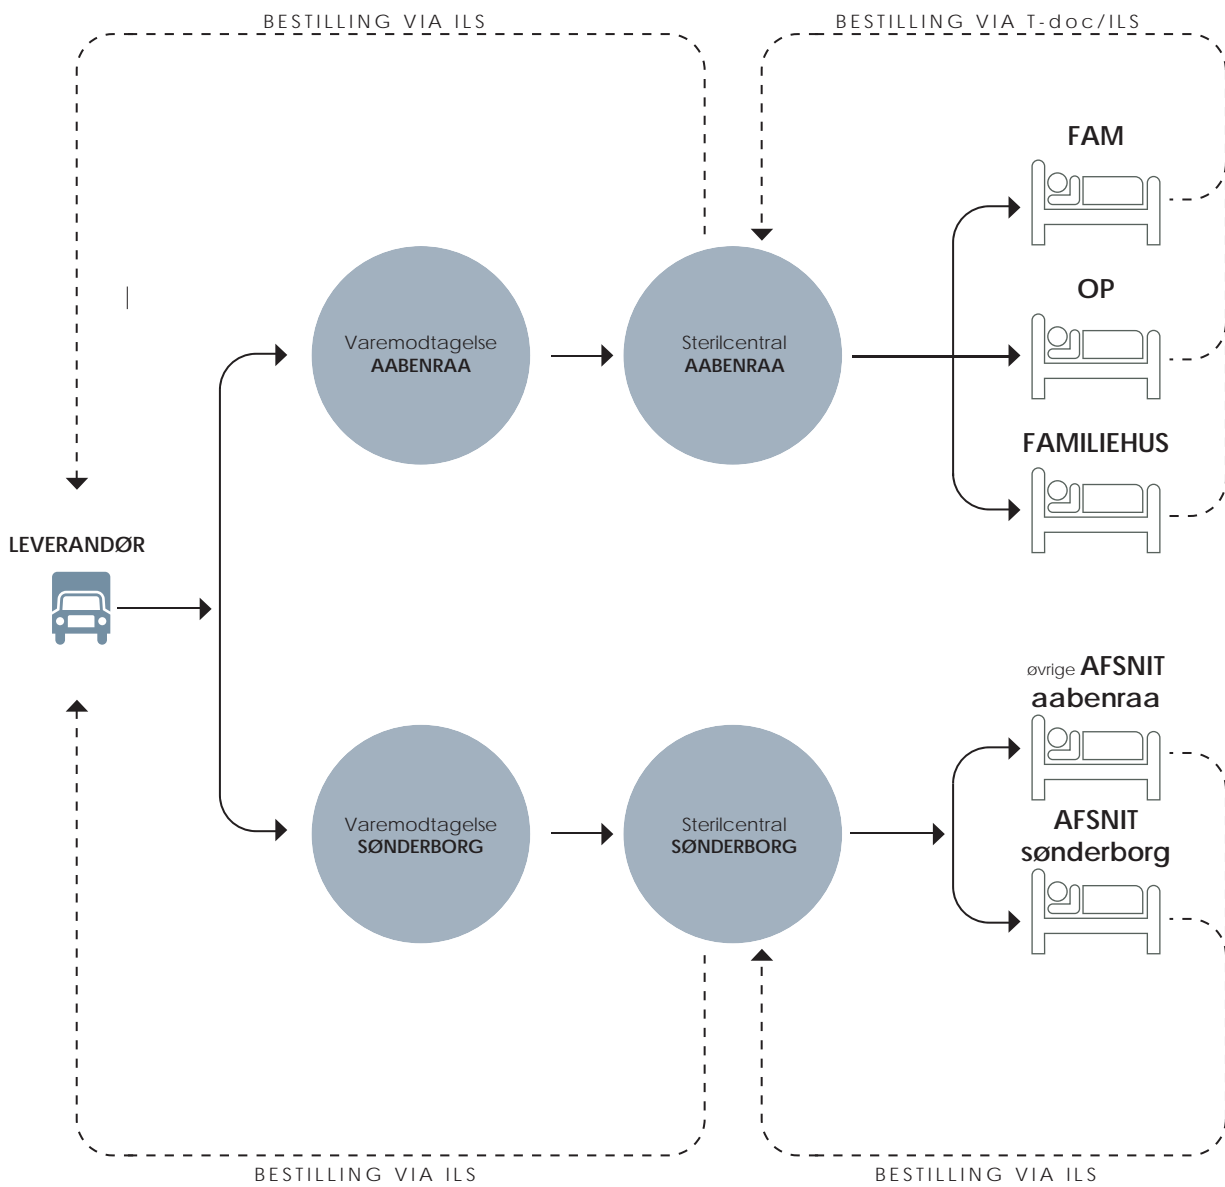 BESTILLING VIA ILS
BESTILLING VIA T-doc/ILS
FAM
OP
Varemodtagelse
AABENRAA
Sterilcentral
AABENRAA
FAMILIEHUS
LEVERANDØR
øvrige AFSNIT
aabenraa
Varemodtagelse
SØNDERBORG
Sterilcentral
SØNDERBORG
AFSNIT
sønderborg
BESTILLING VIA ILS
BESTILLING VIA ILS